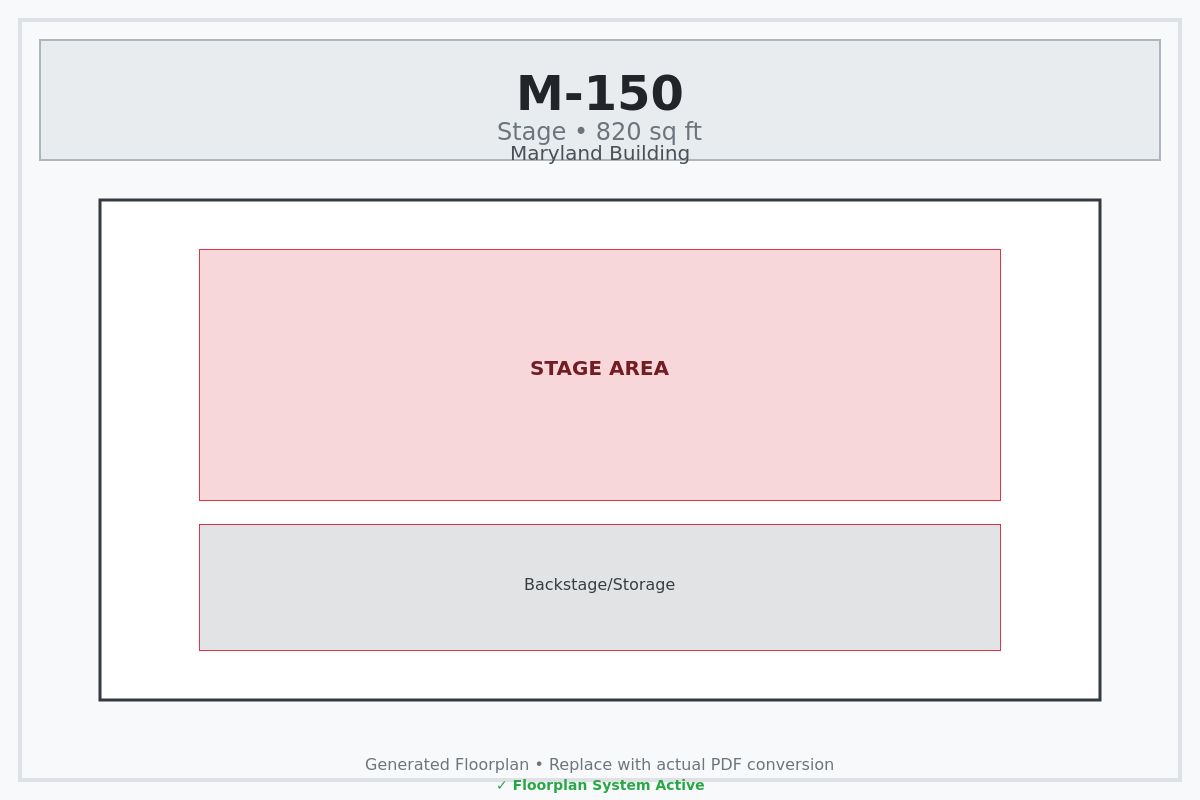 M-150
Stage • 820 sq ft
Maryland Building
STAGE AREA
Backstage/Storage
Generated Floorplan • Replace with actual PDF conversion
✓ Floorplan System Active